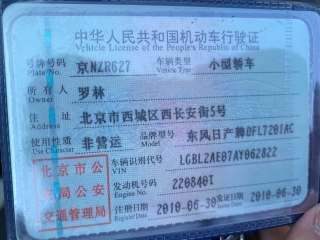 中华人民共和国机动车行驶证
Vehicle License of the People's Republic of China
号牌号码 京NZR627 车辆类型 小型轿车
Plate No. Vehicle Type
所有人 罗林
Owner
住址 北京市西城区西长安街5号
Address
使用性质 非营运 品牌型号 东风日产牌DFL7201AC
Use Character Model
北京市公 车辆识别代号 LGBL2AE07AY062822
VIN
安局公安 发动机号码 220840T
Engine No.
交通管理局 注册日期 2010-06-30 发证日期 2010-06-30
Register Date Issue Date